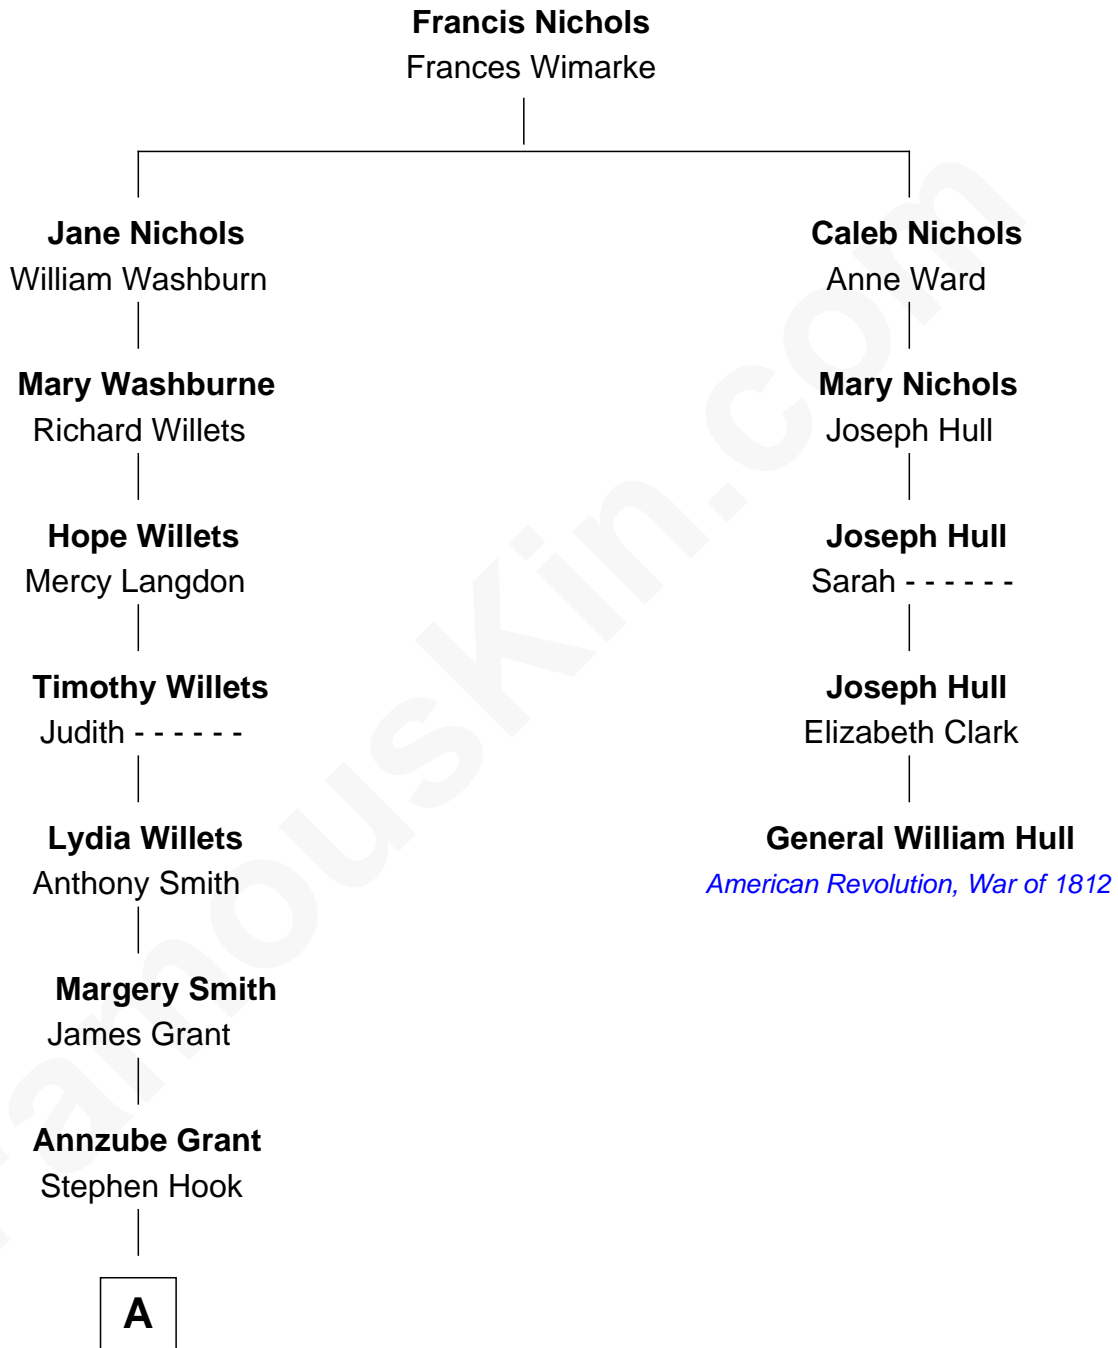 Francis Nichols
Frances Wimarke
Jane Nichols
William Washburn
Caleb Nichols
Anne Ward
Mary Washburne
Richard Willets
Mary Nichols
Joseph Hull
Hope Willets
Mercy Langdon
Joseph Hull
Sarah - - - - - -
Timothy Willets
Judith - - - - - -
Joseph Hull
Elizabeth Clark
Lydia Willets
Anthony Smith
General William Hull
American Revolution, War of 1812
Margery Smith
James Grant
Annzube Grant
Stephen Hook
A
FamousKin.com